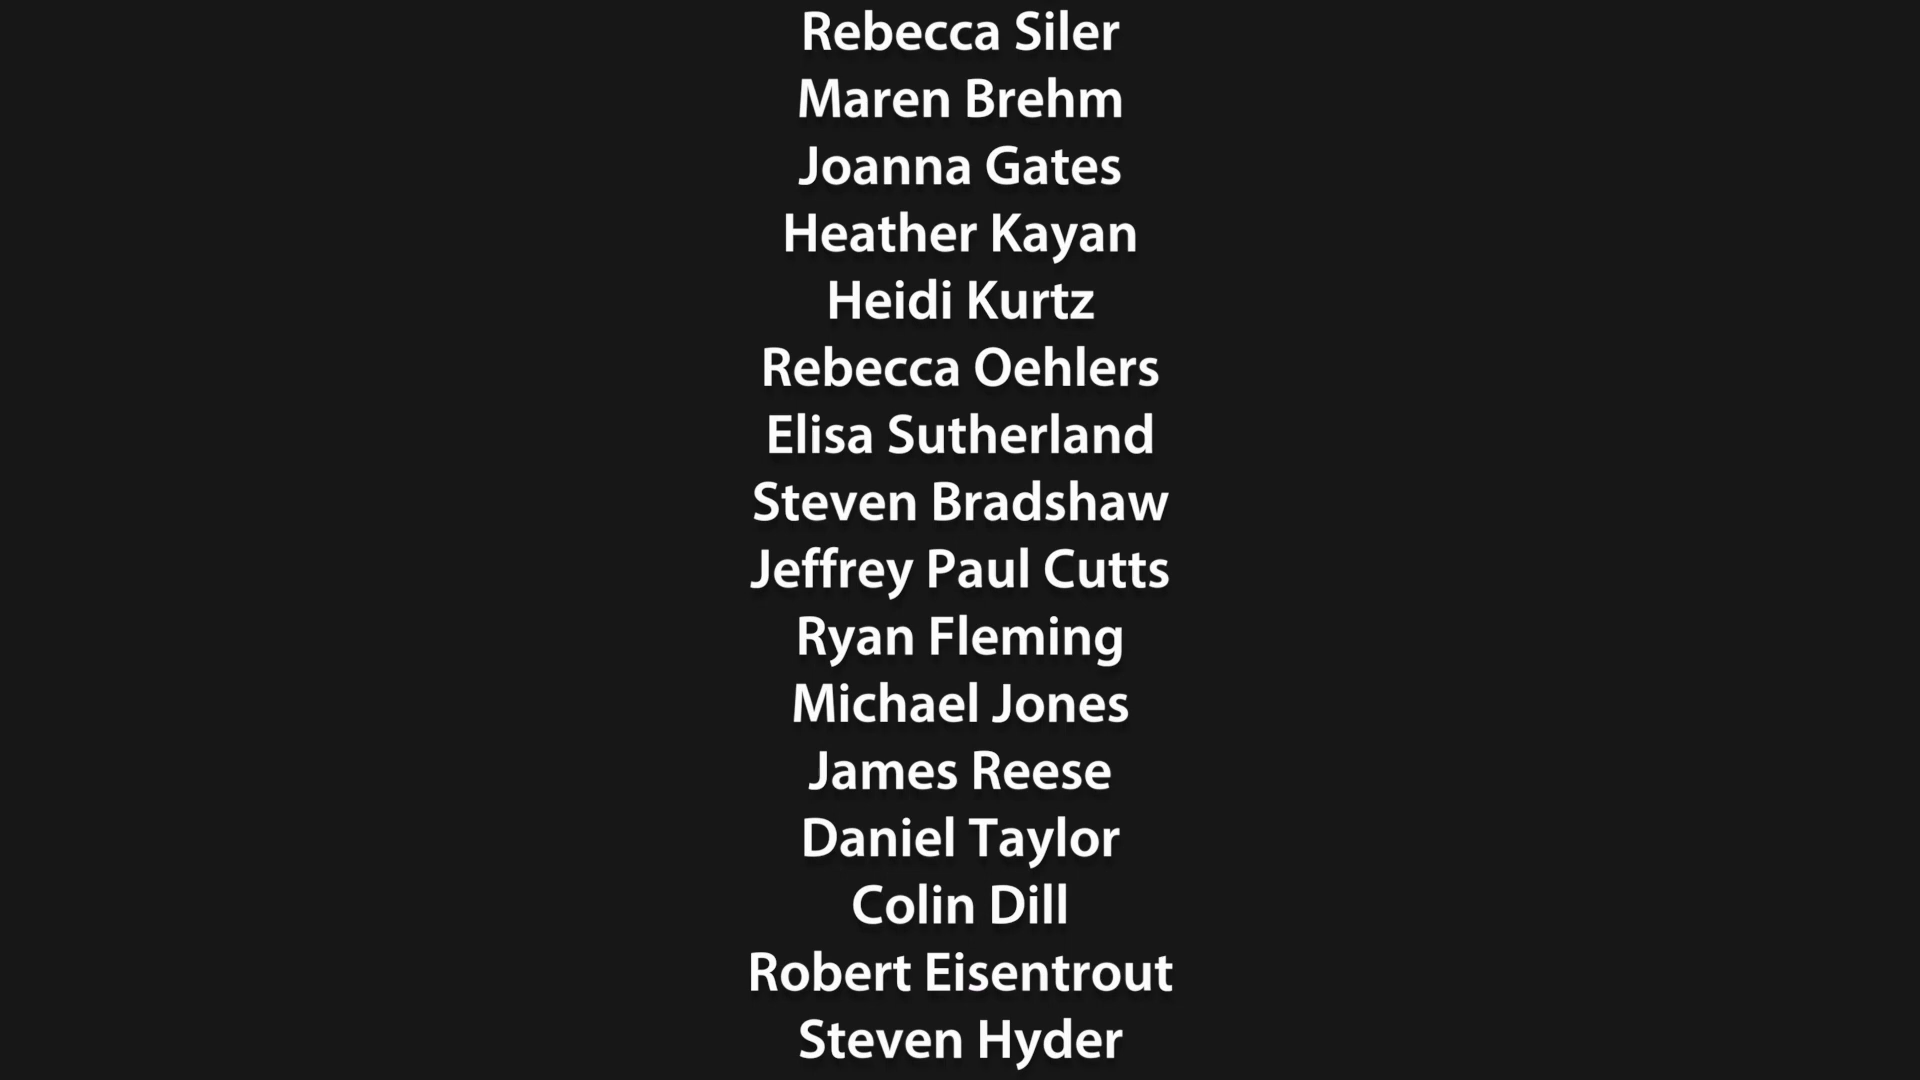 Rebecca Siler
Maren Brehm
Joanna Gates
Heather Kayan
Heidi Kurtz
Rebecca Oehlers
Elisa Sutherland
Steven Bradshaw
Jeffrey Paul Cutts
Ryan Fleming
Michael Jones
James Reese
Daniel Taylor
Colin Dill
Robert Eisentrout
Steven Hyder